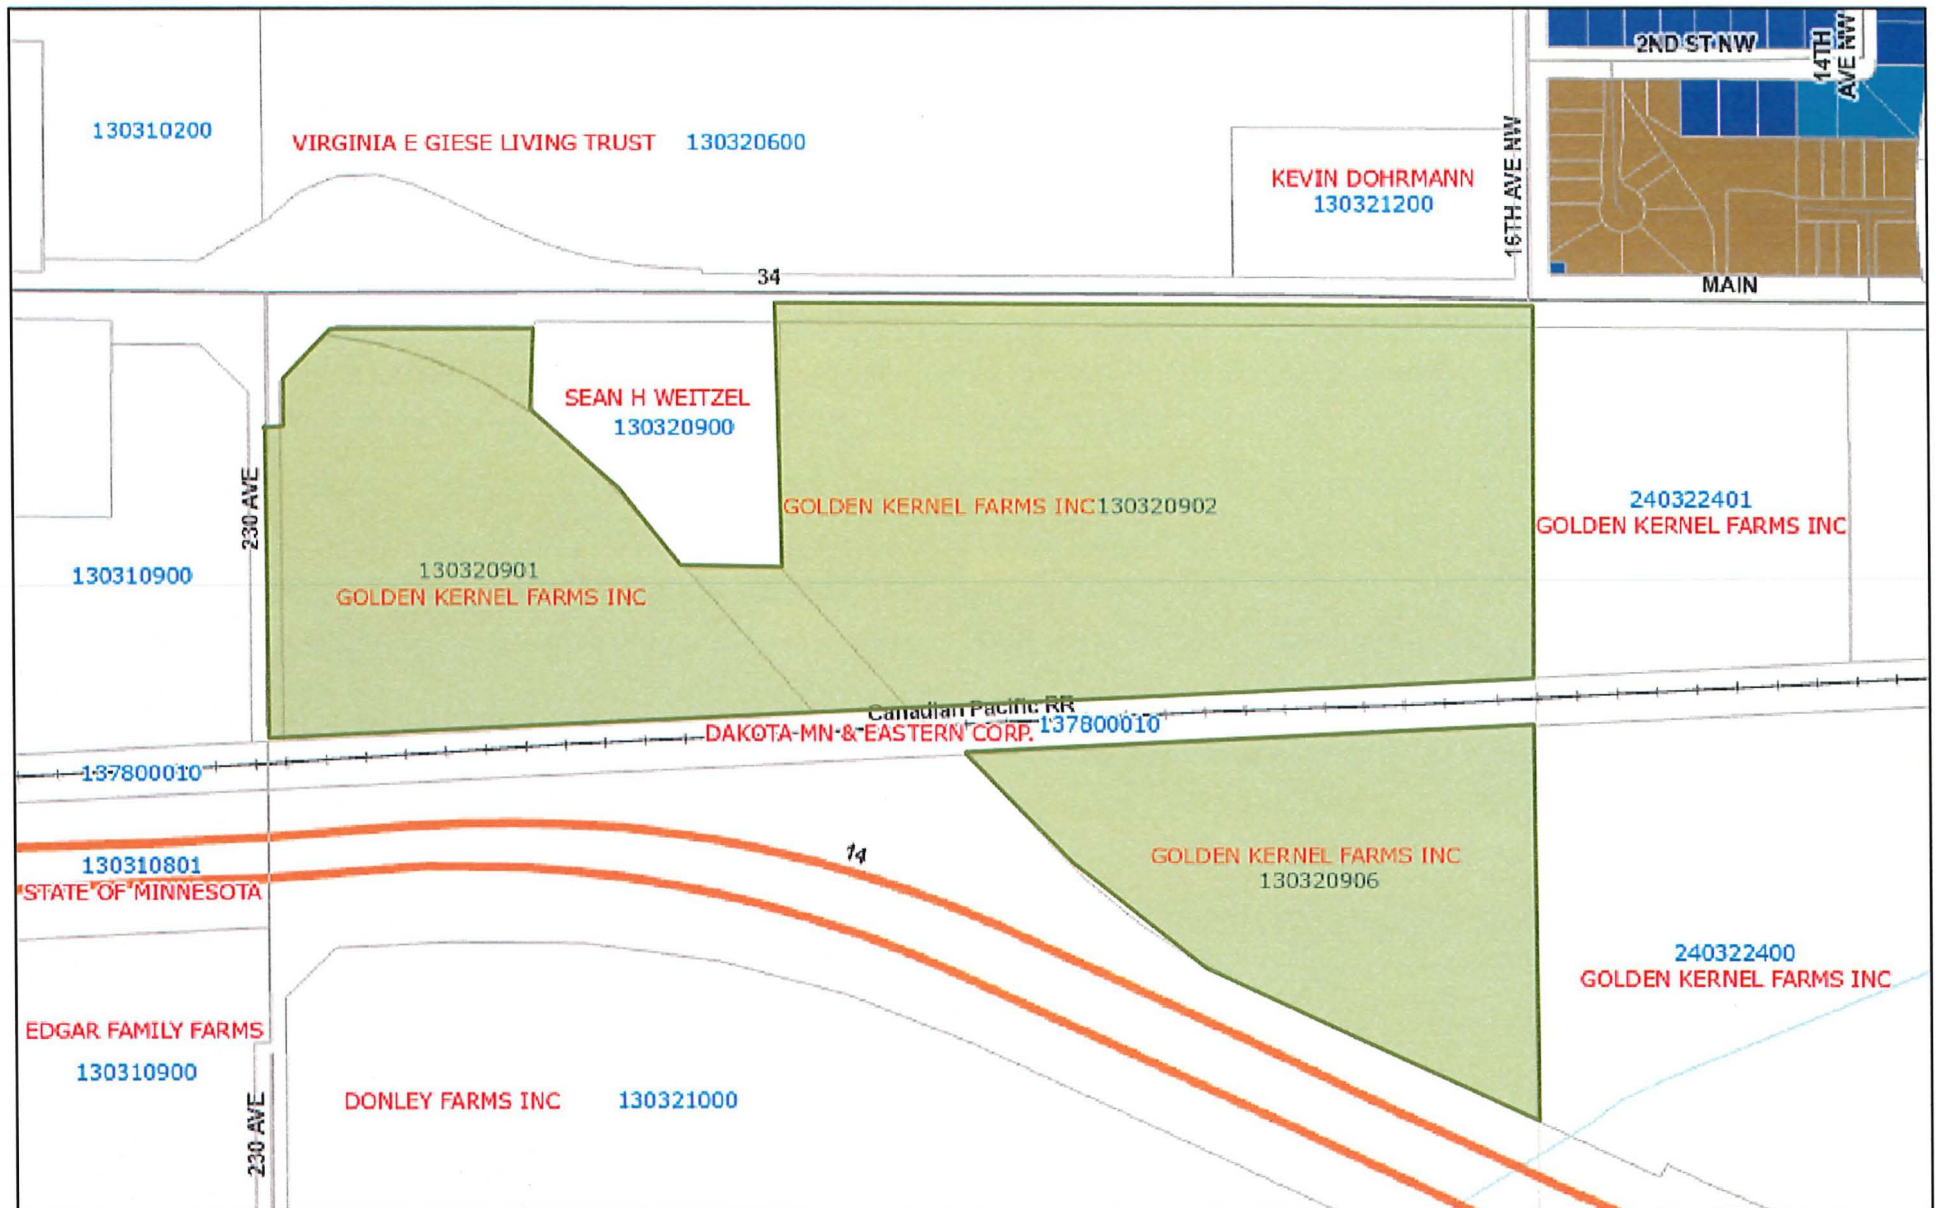 2ND ST NW
14TH
AVE NW
130310200
VIRGINIA E GIESE LIVING TRUST 130320600
KEVIN DOHRMANN
130321200
16TH AVE NW
34
MAIN
SEAN H WEITZEL
130320900
230 AVE
GOLDEN KERNEL FARMS INC 130320902
240322401
GOLDEN KERNEL FARMS INC
130310900
130320901
GOLDEN KERNEL FARMS INC
Canadian Pacific RR
DAKOTA-MN & EASTERN CORP. 137800010
137800010
130310801
STATE OF MINNESOTA
14
GOLDEN KERNEL FARMS INC
130320906
240322400
GOLDEN KERNEL FARMS INC
EDGAR FAMILY FARMS
130310900
230 AVE
DONLEY FARMS INC 130321000